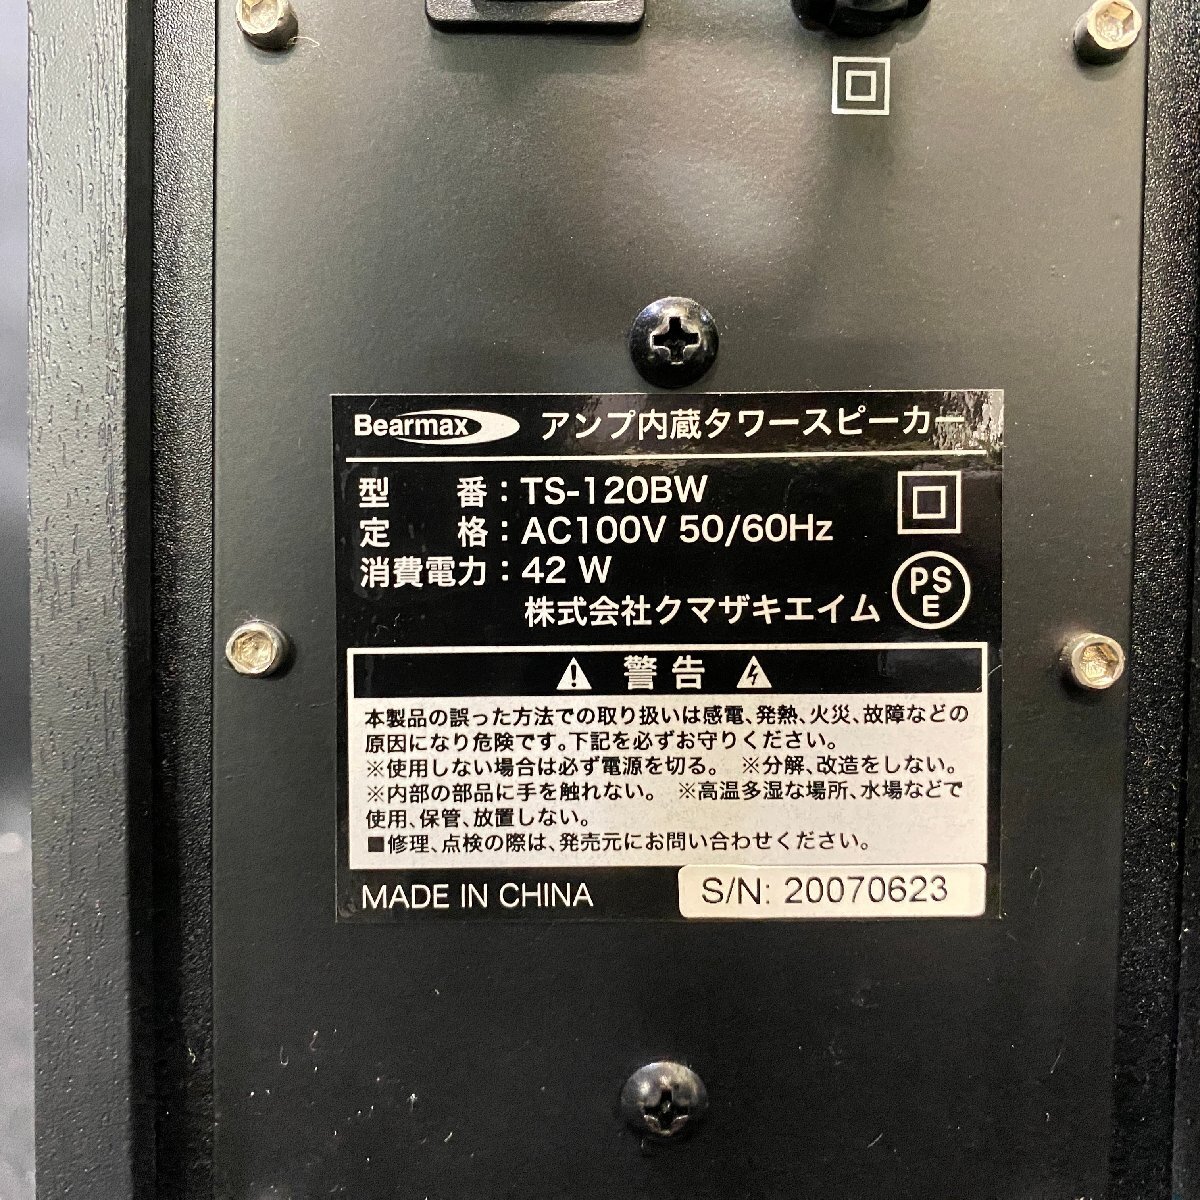 Bearmax アンプ内蔵タワースピーカー
型　　番：TS-120BW
定　　格：AC100V 50/60Hz
消費電力：42 W
株式会社クマザキエイム
PS
E
警告
本製品の誤った方法での取り扱いは感電、発熱、火災、故障などの
原因になり危険です。下記を必ずお守りください。
※使用しない場合は必ず電源を切る。 ※分解、改造をしない。
※内部の部品に手を触れない。 ※高温多湿な場所、水場などで
使用、保管、放置しない。
■修理、点検の際は、発売元にお問い合わせください。
MADE IN CHINA
S/N: 20070623